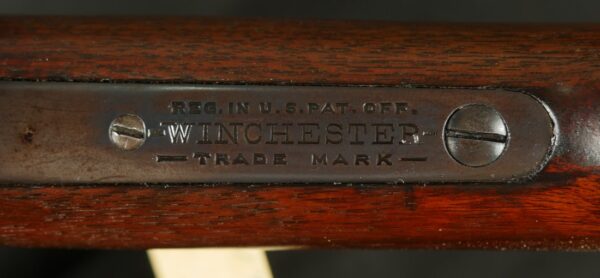 REG. IN U.S. PAT. OFF.
-WINCHESTER-
— TRADE MARK —